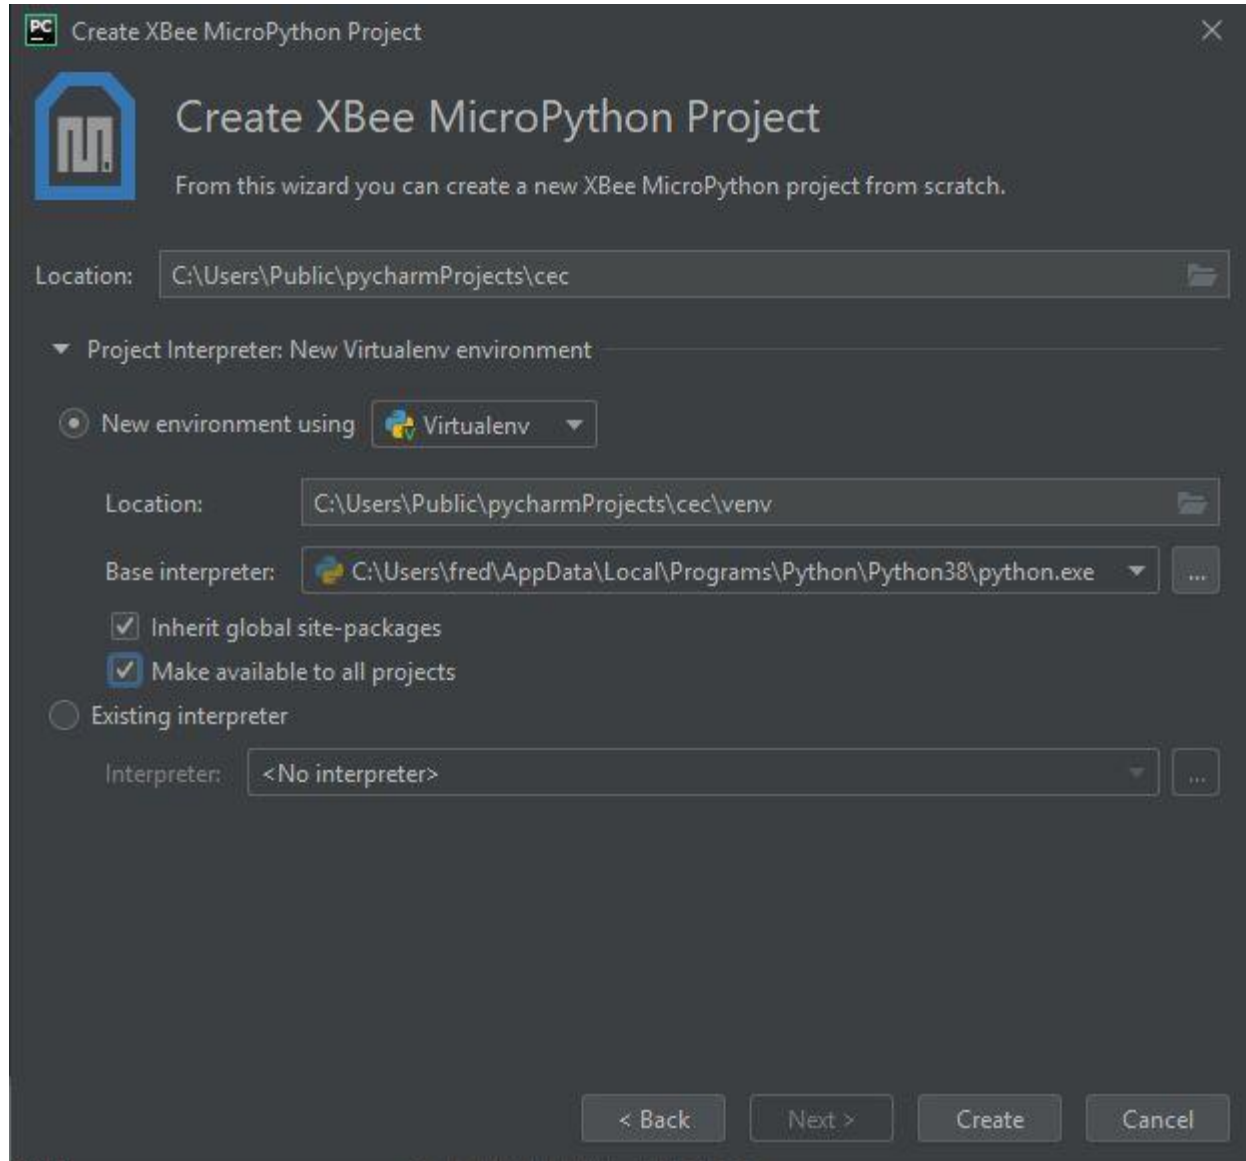 PC Create XBee MicroPython Project
Create XBee MicroPython Project
From this wizard you can create a new XBee MicroPython project from scratch.
Location: C:\Users\Public\pycharmProjects\cec
Project Interpreter: New Virtualenv environment
New environment using Virtualenv
Location: C:\Users\Public\pycharmProjects\cec\venv
Base interpreter: C:\Users\fred\AppData\Local\Programs\Python\Python38\python.exe ...
Inherit global site-packages
Make available to all projects
Existing interpreter
Interpreter: <No interpreter> ...
< Back Next > Create Cancel